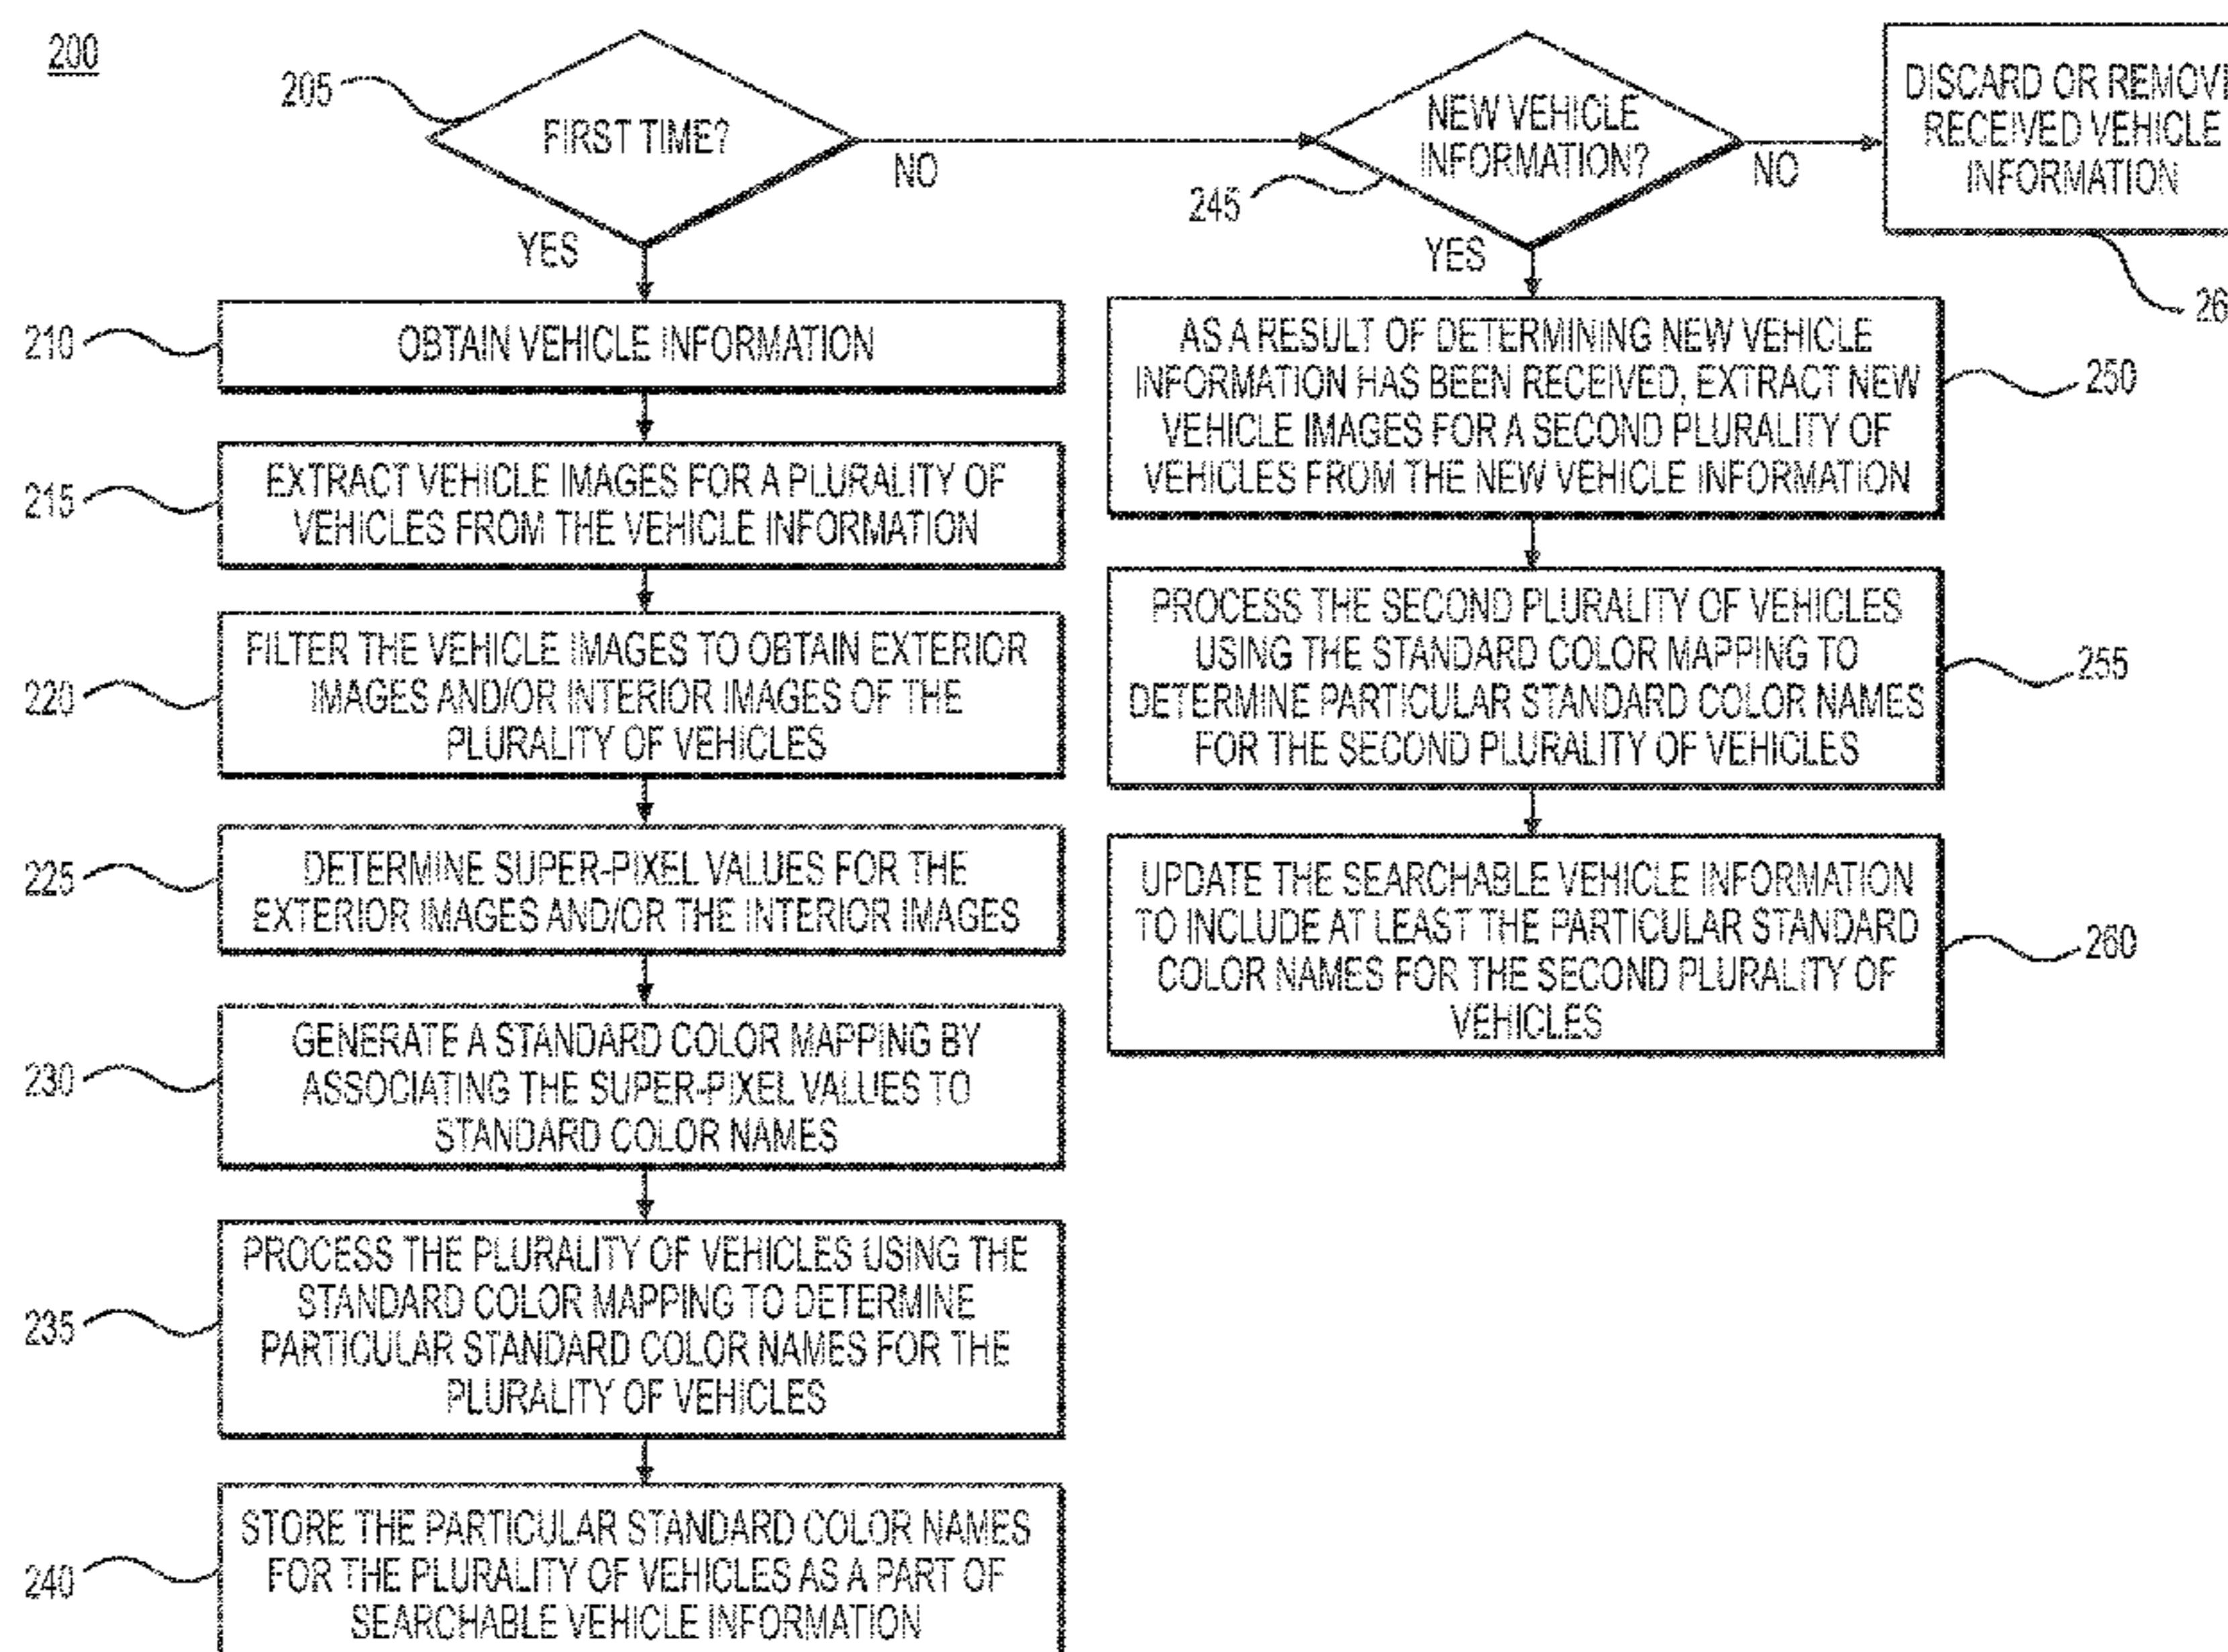 200
205
FIRST TIME?
NO
YES
210
OBTAIN VEHICLE INFORMATION
215
EXTRACT VEHICLE IMAGES FOR A PLURALITY OF
VEHICLES FROM THE VEHICLE INFORMATION
220
FILTER THE VEHICLE IMAGES TO OBTAIN EXTERIOR
IMAGES AND/OR INTERIOR IMAGES OF THE
PLURALITY OF VEHICLES
225
DETERMINE SUPER-PIXEL VALUES FOR THE
EXTERIOR IMAGES AND/OR THE INTERIOR IMAGES
230
GENERATE A STANDARD COLOR MAPPING BY
ASSOCIATING THE SUPER-PIXEL VALUES TO
STANDARD COLOR NAMES
235
PROCESS THE PLURALITY OF VEHICLES USING THE
STANDARD COLOR MAPPING TO DETERMINE
PARTICULAR STANDARD COLOR NAMES FOR THE
PLURALITY OF VEHICLES
240
STORE THE PARTICULAR STANDARD COLOR NAMES
FOR THE PLURALITY OF VEHICLES AS A PART OF
SEARCHABLE VEHICLE INFORMATION
NEW VEHICLE
INFORMATION?
245
NO
YES
DISCARD OR
RECEIVED VEHICLE
INFORMATION
250
AS A RESULT OF DETERMINING NEW VEHICLE
INFORMATION HAS BEEN RECEIVED, EXTRACT NEW
VEHICLE IMAGES FOR A SECOND PLURALITY OF
VEHICLES FROM THE NEW VEHICLE INFORMATION
255
PROCESS THE SECOND PLURALITY OF VEHICLES
USING THE STANDARD COLOR MAPPING TO
DETERMINE PARTICULAR STANDARD COLOR NAMES
FOR THE SECOND PLURALITY OF VEHICLES
260
UPDATE THE SEARCHABLE VEHICLE INFORMATION
TO INCLUDE AT LEAST THE PARTICULAR STANDARD
COLOR NAMES FOR THE SECOND PLURALITY OF
VEHICLES